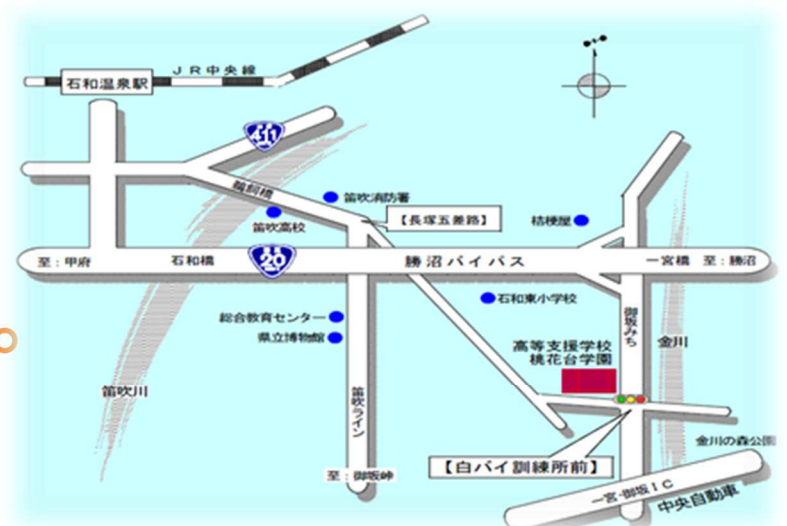 石和温泉駅
JR中央線
411
鵜飼橋
笛吹消防署
笛吹高校
【長塚五差路】
桔梗屋
至：甲府
石和橋
20
勝沼バイパス
一宮橋
至：勝沼
石和東小学校
総合教育センター
県立博物館
御坂みち
高等支援学校
桃花台学園
金川
笛吹川
笛吹ライン
金川の森公園
【白バイ訓練所前】
至：御坂峠
一宮・御坂IC
中央自動車